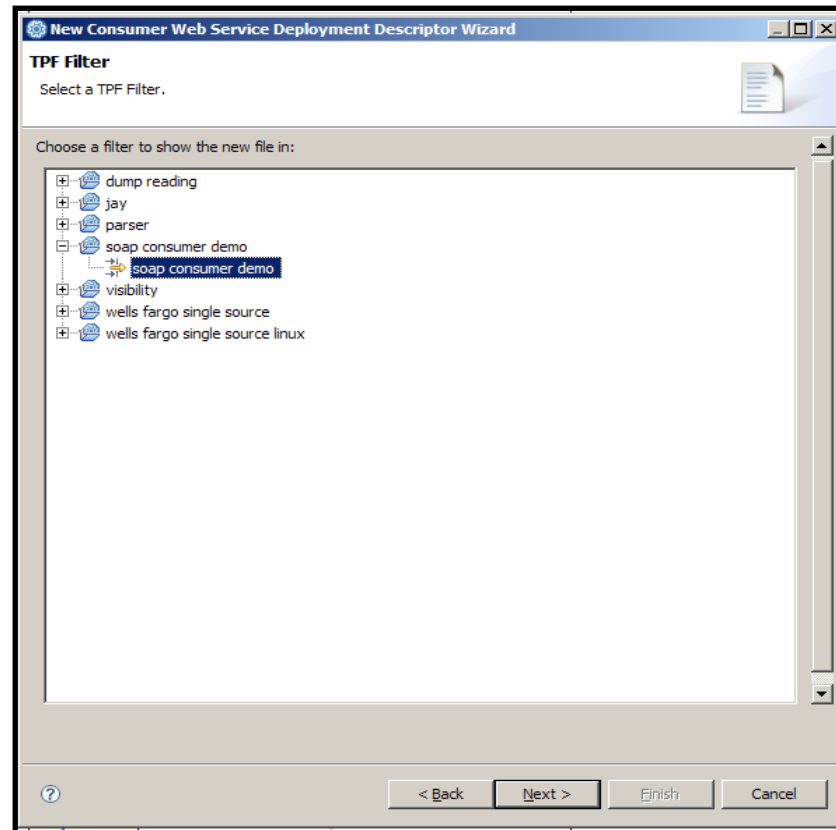 New Consumer Web Service Deployment Descriptor Wizard
TPF Filter
Select a TPF Filter.
Choose a filter to show the new file in:
dump reading
jay
parser
soap consumer demo
soap consumer demo
visibility
wells fargo single source
wells fargo single source linux
?
< Back Next > Finish Cancel